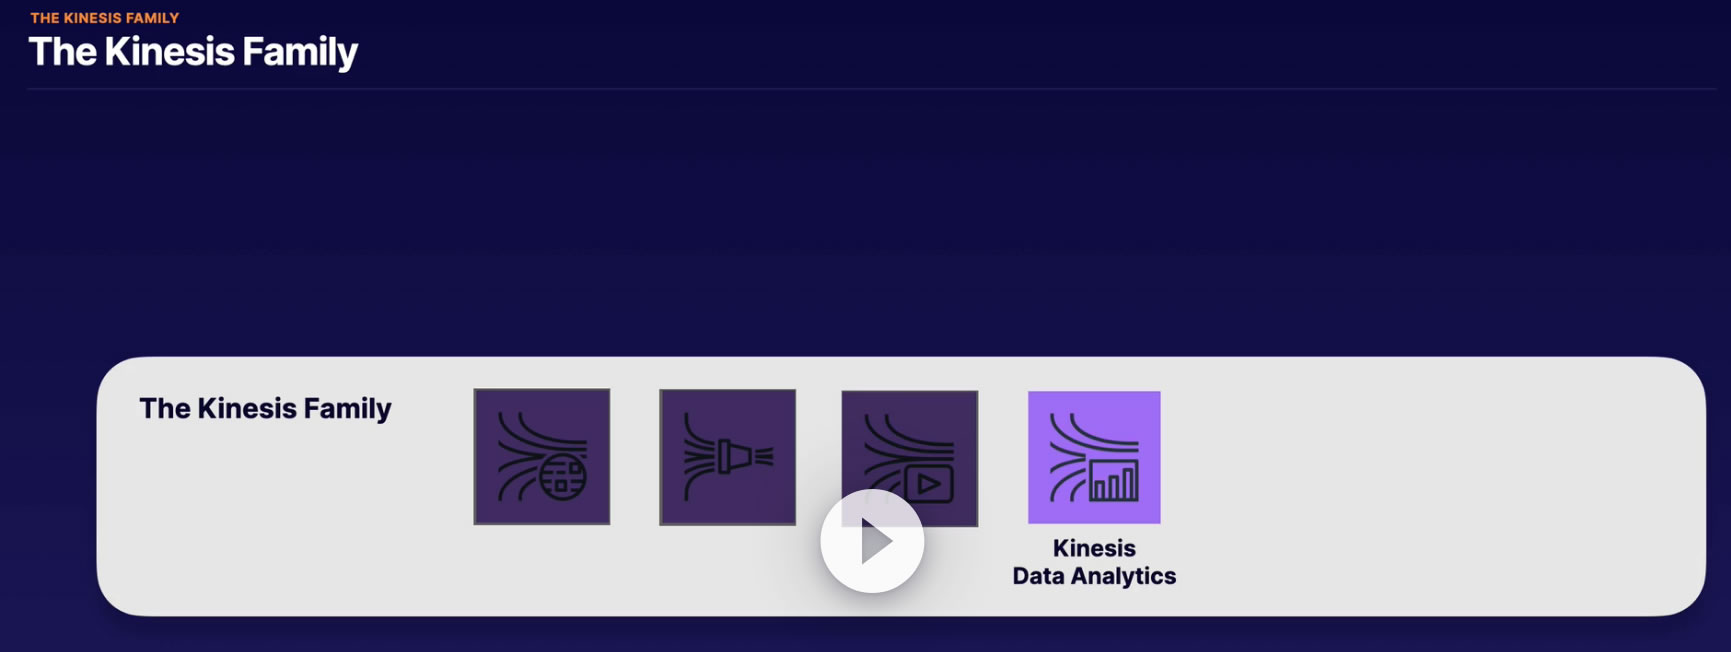 THE KINESIS FAMILY
The Kinesis Family
The Kinesis Family
Kinesis
Data Analytics